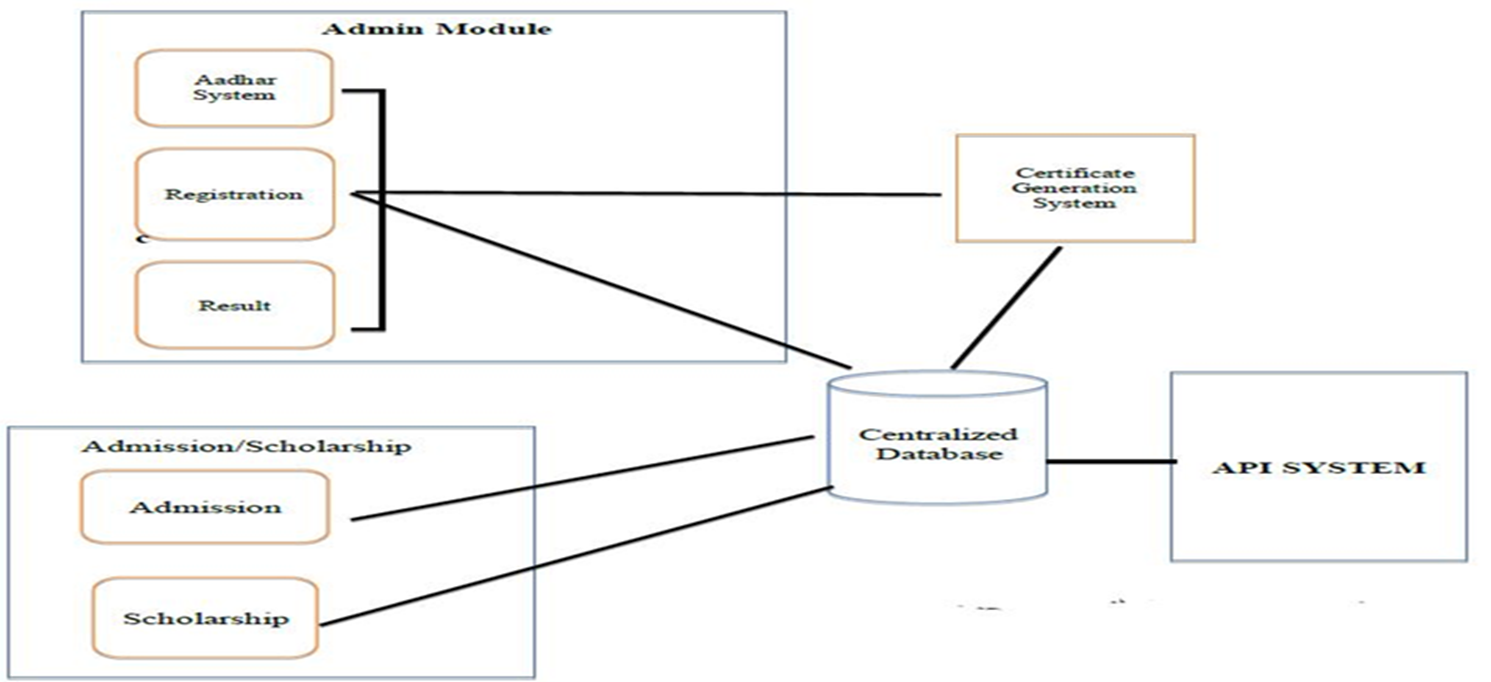 Admin Module
Aadhar
System
Registration
Result
Certificate
Generation
System
Admission/Scholarship
Admission
Scholarship
Centralized
Database
API SYSTEM